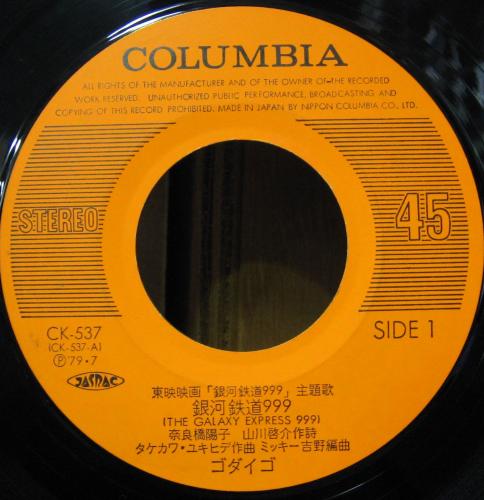 COLUMBIA
ALL RIGHTS OF THE MANUFACTURER AND OF THE OWNER OF THE RECORDED
WORK RESERVED. UNAUTHORIZED PUBLIC PERFORMANCE, BROADCASTING AND
COPYING OF THIS RECORD PROHIBITED. MADE IN JAPAN BY NIPPON COLUMBIA CO., LTD.
STEREO
45
CK-537
(CK-537-A)
Ⓟ'79・7
JASRAC
SIDE 1
東映映画「銀河鉄道999」主題歌
銀河鉄道999
(THE GALAXY EXPRESS 999)
奈良橋陽子 山川啓介作詩
タケカワ・ユキヒデ作曲 ミッキー吉野編曲
ゴダイゴ